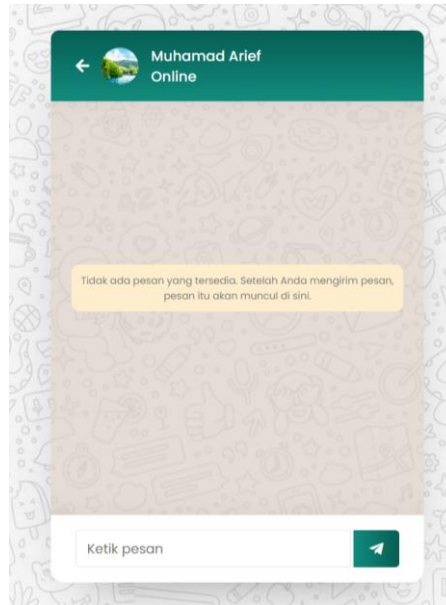 Muhamad Arief
Online
Tidak ada pesan yang tersedia. Setelah Anda mengirim pesan,
pesan itu akan muncul di sini.
Ketik pesan